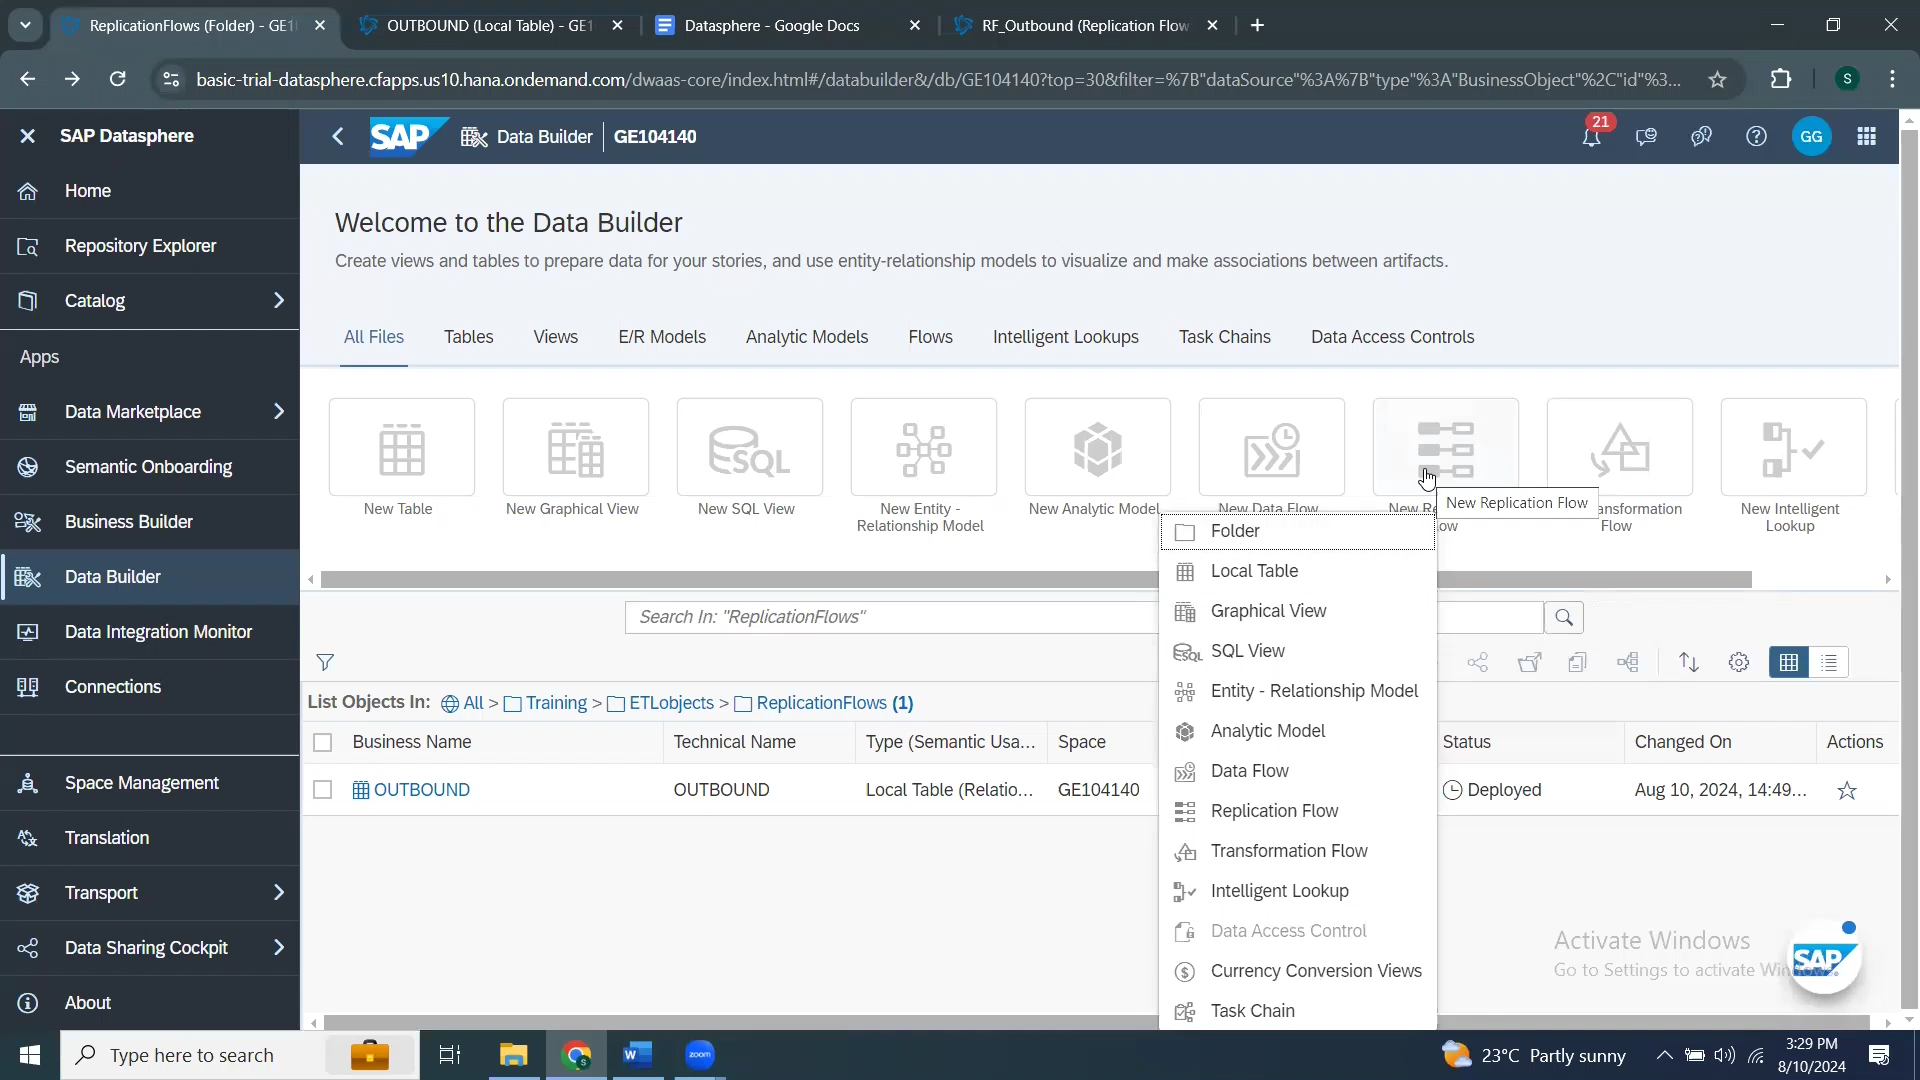 ReplicationFlows (Folder) - GE1
OUTBOUND (Local Table) - GE1
Datasphere - Google Docs
RF_Outbound (Replication Flow
basic-trial-datasphere.cfapps.us10.hana.ondemand.com/dwaas-core/index.html#/databuilder&/db/GE104140?top=30&filter=%7B"dataSource"%3A%7B"type"%3A"BusinessObject"%2C"id"%3...
S
SAP Datasphere
SAP
Data Builder
GE104140
21
GG
Home
Repository Explorer
Catalog
Apps
Data Marketplace
Semantic Onboarding
Business Builder
Data Builder
Data Integration Monitor
Connections
Space Management
Translation
Transport
Data Sharing Cockpit
About
Welcome to the Data Builder
Create views and tables to prepare data for your stories, and use entity-relationship models to visualize and make associations between artifacts.
All Files
Tables
Views
E/R Models
Analytic Models
Flows
Intelligent Lookups
Task Chains
Data Access Controls
SQL
New Table
New Graphical View
New SQL View
New Entity -
Relationship Model
New Analytic Model
New Data Flow
New Re
ow
New Replication Flow
ansformation
Flow
New Intelligent
Lookup
Folder
Local Table
Graphical View
SQL
SQL View
Entity - Relationship Model
Analytic Model
Data Flow
Replication Flow
Transformation Flow
Intelligent Lookup
Data Access Control
Currency Conversion Views
Task Chain
Search In: "ReplicationFlows"
List Objects In:
All > Training > ETLobjects > ReplicationFlows (1)
Business Name
Technical Name
Type (Semantic Usa...
Space
Status
Changed On
Actions
OUTBOUND
OUTBOUND
Local Table (Relatio...
GE104140
Deployed
Aug 10, 2024, 14:49...
Activate Windows
Go to Settings to activate Win
SAP
Type here to search
zoom
23°C Partly sunny
3:29 PM
8/10/2024